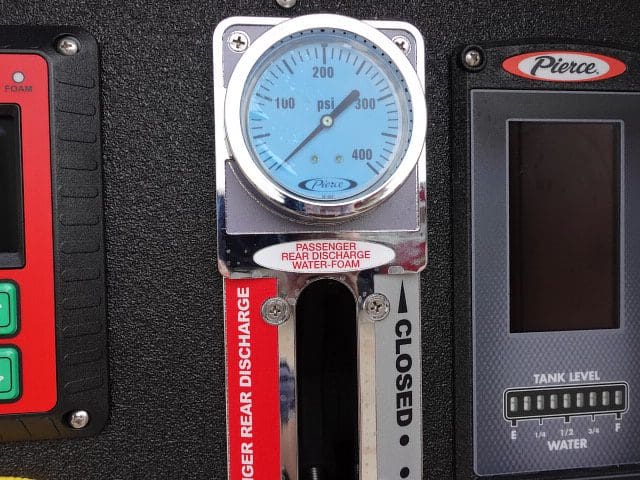 FOAM
200
100 psi 300
400
Pierce
PASSENGER
REAR DISCHARGE
WATER-FOAM
NGER REAR DISCHARGE
CLOSED
Pierce
TANK LEVEL
E 1/4 1/2 3/4 F
WATER